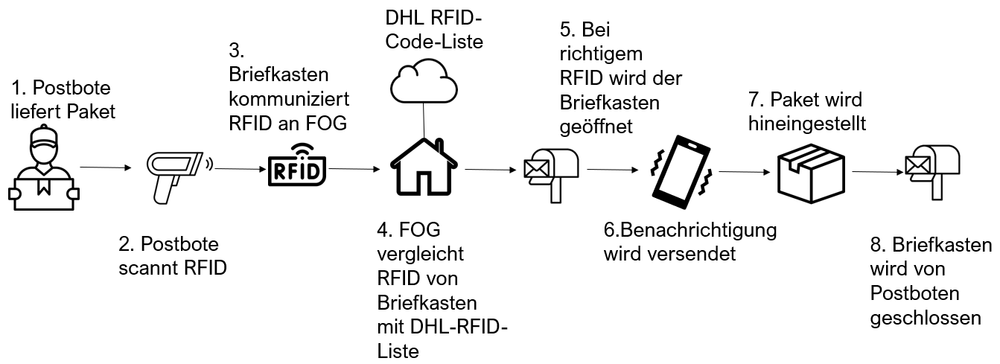 1. Postbote
liefert Paket
2. Postbote
scannt RFID
3.
Briefkasten
kommuniziert
RFID an FOG
RFiD
DHL RFID-
Code-Liste
4. FOG
vergleicht
RFID von
Briefkasten
mit DHL-RFID-
Liste
5. Bei
richtigem
RFID wird der
Briefkasten
geöffnet
6.Benachrichtigung
wird versendet
7. Paket wird
hineingestellt
8. Briefkasten
wird von
Postboten
geschlossen